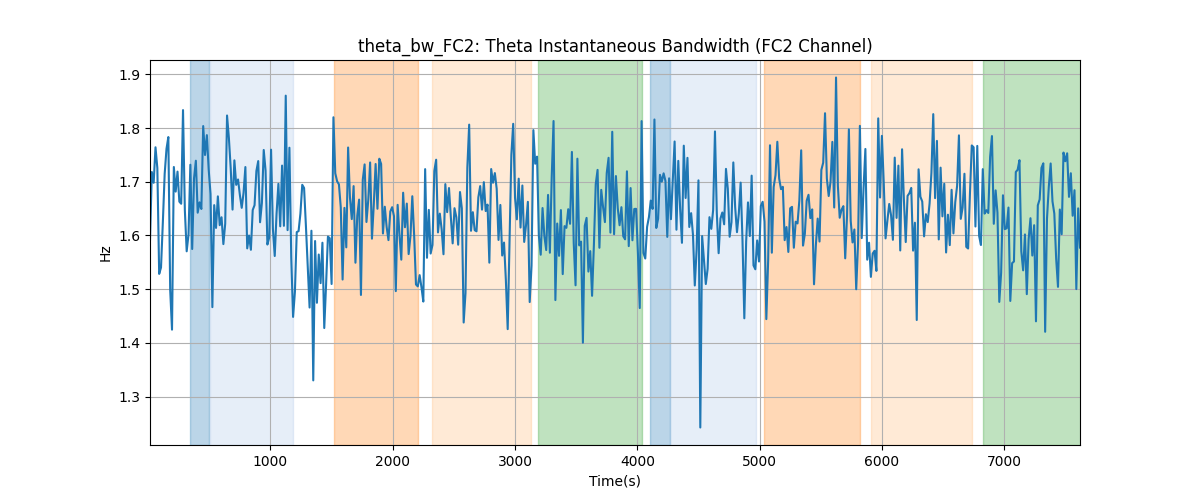 theta_bw_FC2: Theta Instantaneous Bandwidth (FC2 Channel)
1.9
1.8
1.7
1.6
1.5
1.4
1.3
Hz
1000 2000 3000 4000 5000 6000 7000
Time(s)